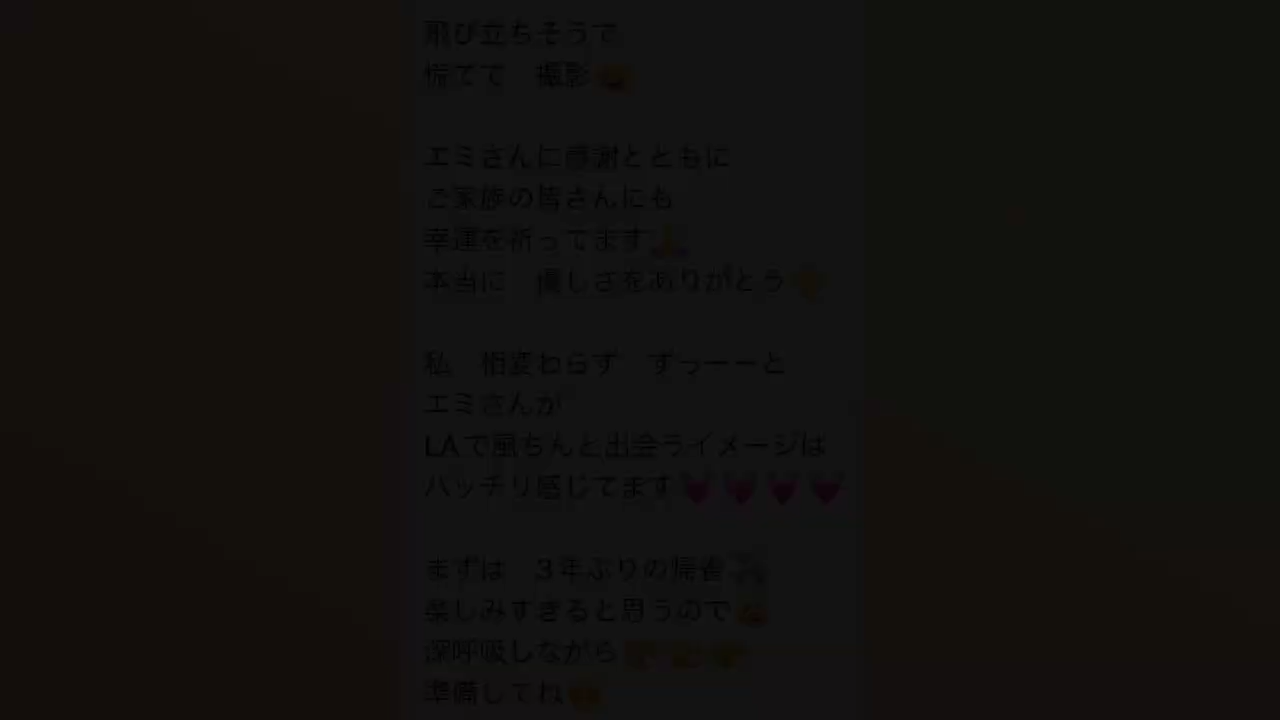 飛び立ちそうで
慌てて　撮影
エミさんに感謝とともに
ご家族の皆さんにも
幸運を祈ってます
本当に　優しさをありがとう
私　相変わらず　ずっーーと
エミさんが
LAで風ちんと出会うイメージは
バッチリ感じてます
まずは　3年ぶりの帰省
楽しみすぎると思うので
深呼吸しながら
準備してね